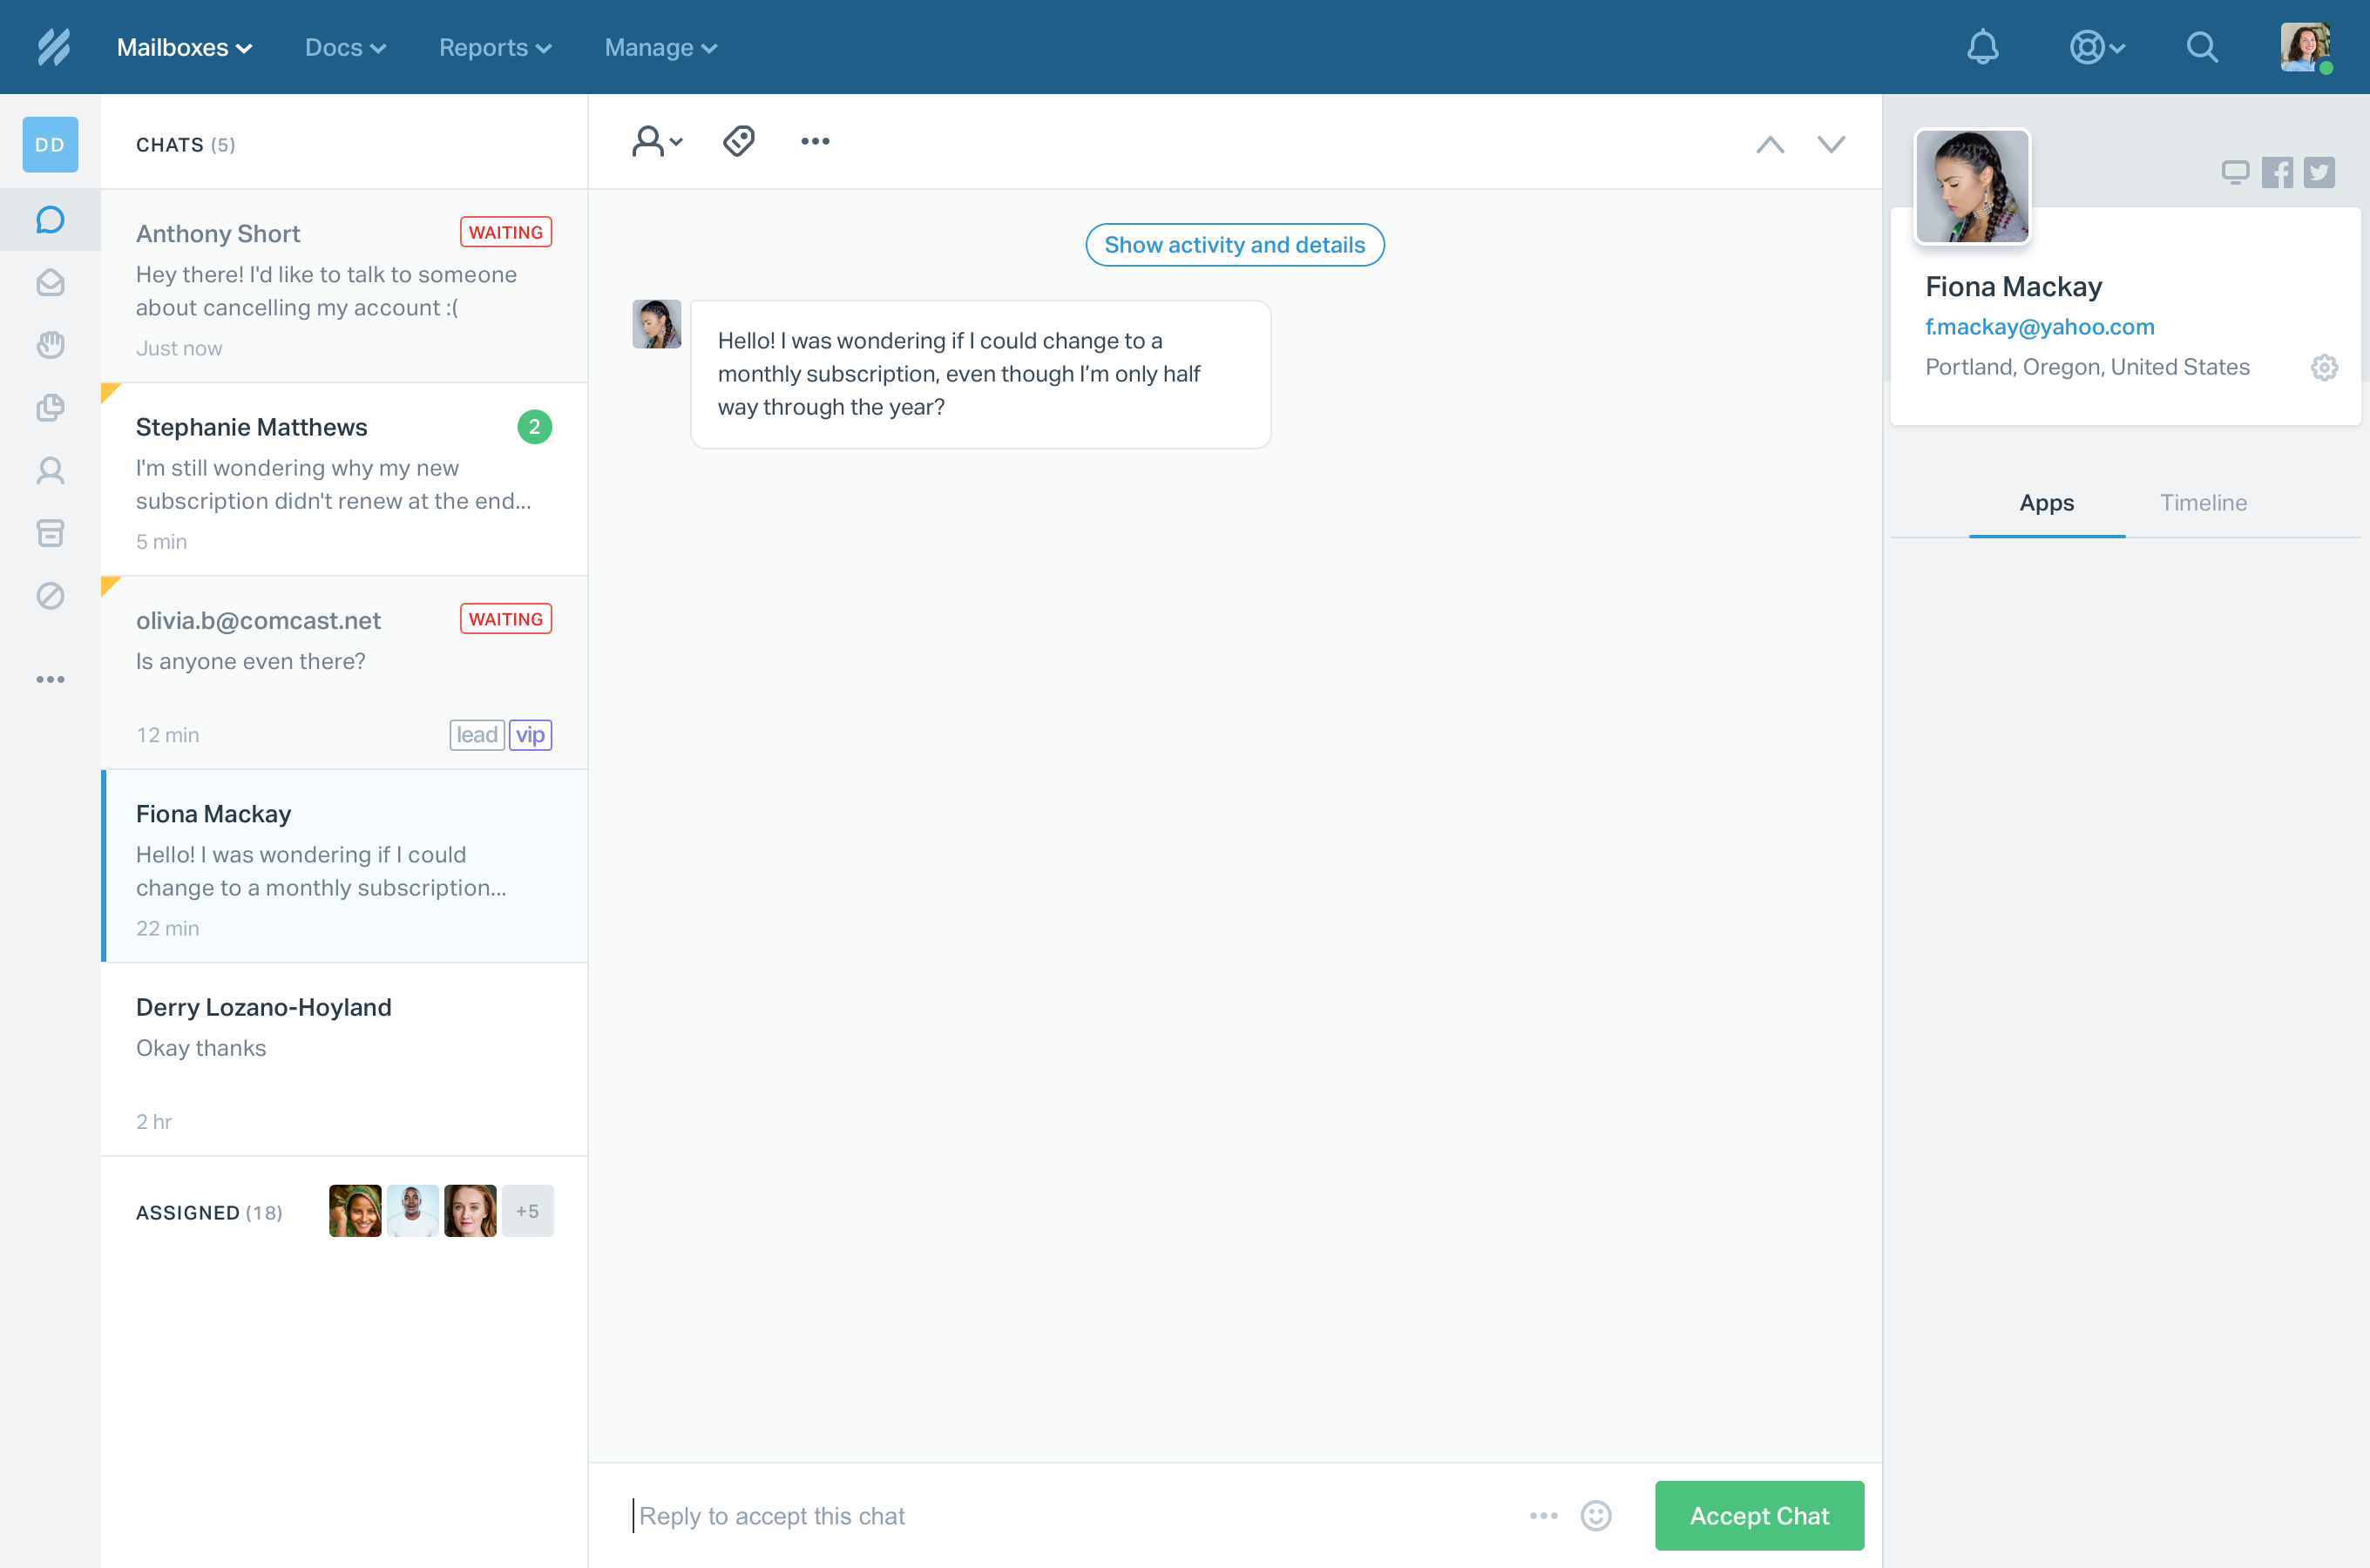 Mailboxes Docs Reports Manage
DD
CHATS (5)
Anthony Short WAITING
Hey there! I'd like to talk to someone
about cancelling my account :(
Just now
Stephanie Matthews 2
I'm still wondering why my new
subscription didn't renew at the end...
5 min
olivia.b@comcast.net WAITING
Is anyone even there?
12 min lead vip
Fiona Mackay
Hello! I was wondering if I could
change to a monthly subscription...
22 min
Derry Lozano-Hoyland
Okay thanks
2 hr
ASSIGNED (18) +5
Show activity and details
Hello! I was wondering if I could change to a
monthly subscription, even though I’m only half
way through the year?
Reply to accept this chat
Accept Chat
Fiona Mackay
f.mackay@yahoo.com
Portland, Oregon, United States
Apps Timeline